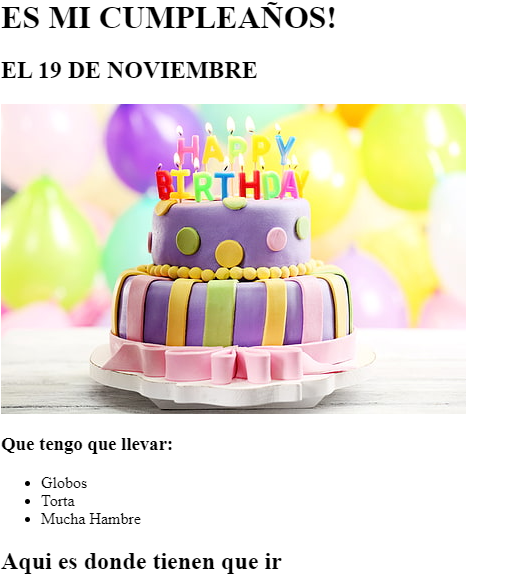 ES MI CUMPLEAÑOS!
EL 19 DE NOVIEMBRE
HAPPY
BIRTHDAY
Que tengo que llevar:
Globos
Torta
Mucha Hambre
Aqui es donde tienen que ir